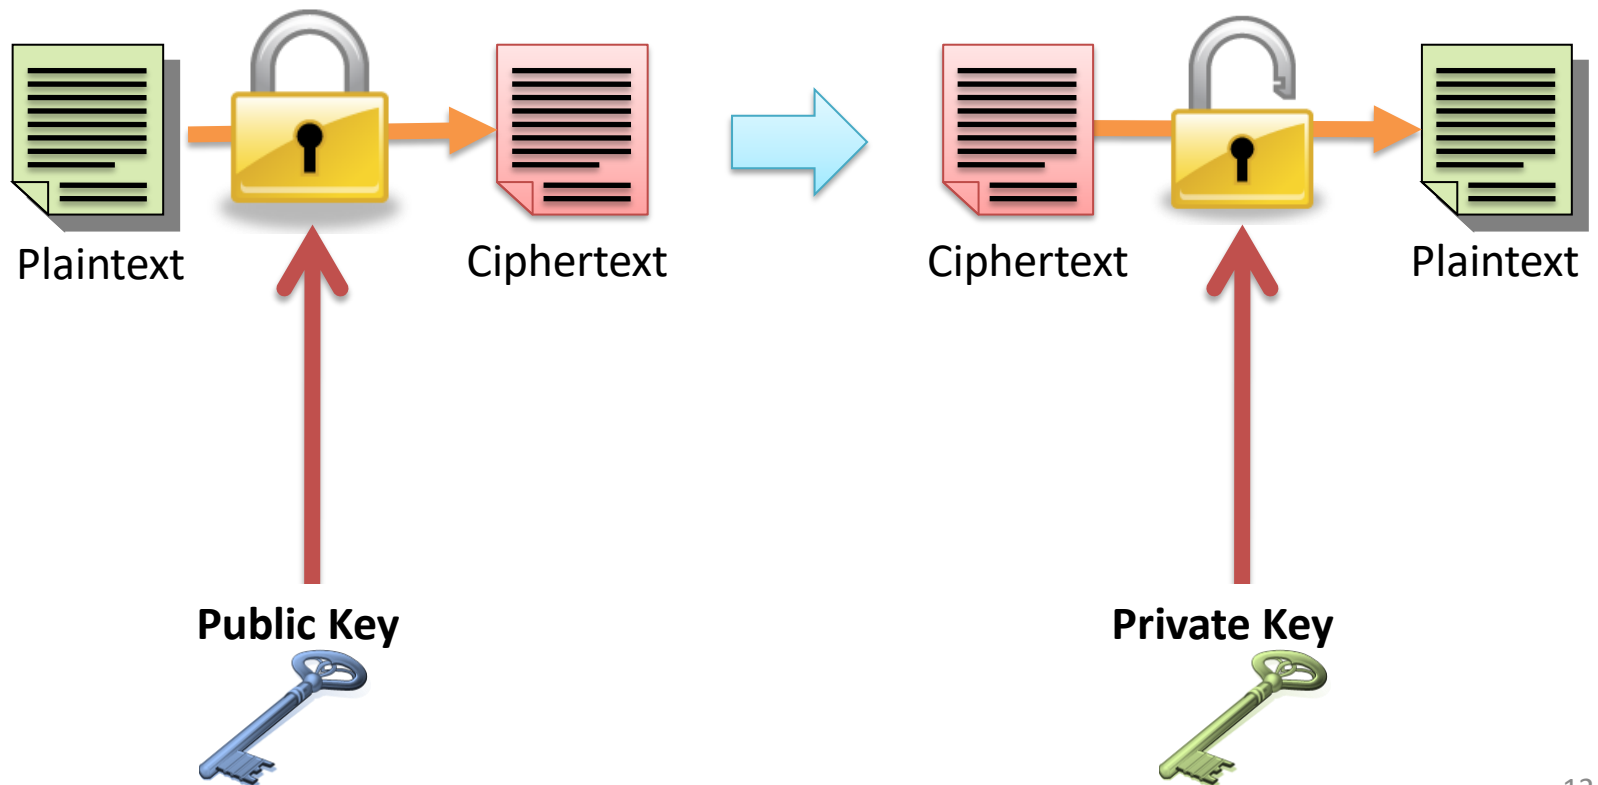 Plaintext
Ciphertext
Ciphertext
Plaintext
Public Key
Private Key